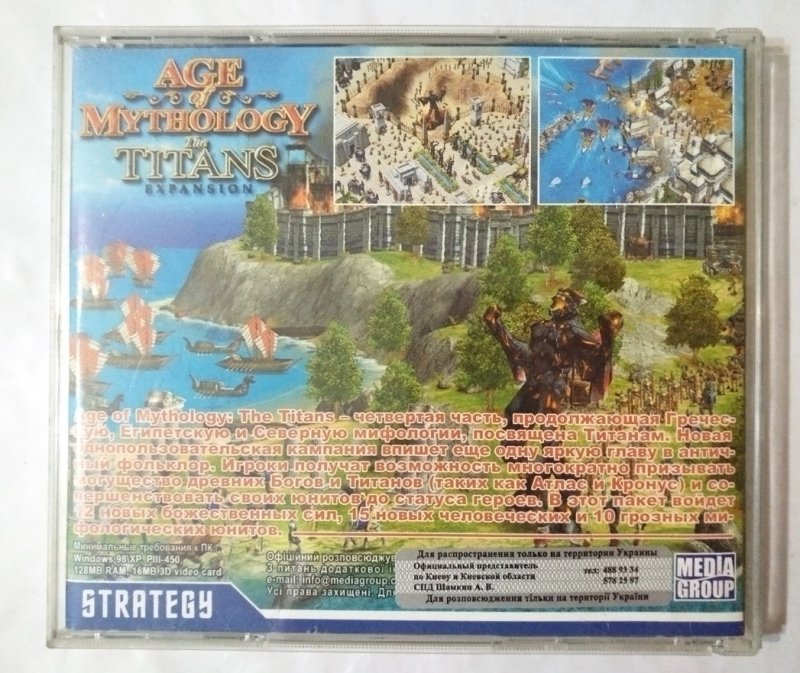 AGE
of
MYTHOLOGY
The
TITANS
EXPANSION
Age of Mythology: The Titans – четвертая часть, продолжающая Гречес-
кую, Египетскую и Северную мифологии, посвящена Титанам. Новая
однопользовательская кампания впишет еще одну яркую главу в антич-
ный фольклор. Игроки получат возможность многократно призывать
могущество древних Богов и Титанов (таких как Атлас и Кронус) и со-
вершенствовать своих юнитов до статуса героев. В этот пакет войдет
12 новых божественных сил, 15 новых человеческих и 10 грозных ми-
фологических юнитов.
Минимальные требования к ПК:
Windows 98\XP, PIII-450,
128MB RAM, 16MB 3D video card
Офіційний розповсюджув
З питань додаткової і
e-mail: info@mediagroup.c
Усі права захищені. Дл
Для распространения только на территории Украины
Официальный представитель
по Киеву и Киевской области
СПД Шамкин А. В.
тел: 488 93 34
578 25 97
Для розповсюдження тільки на території України
MEDIA
GROUP
STRATEGY